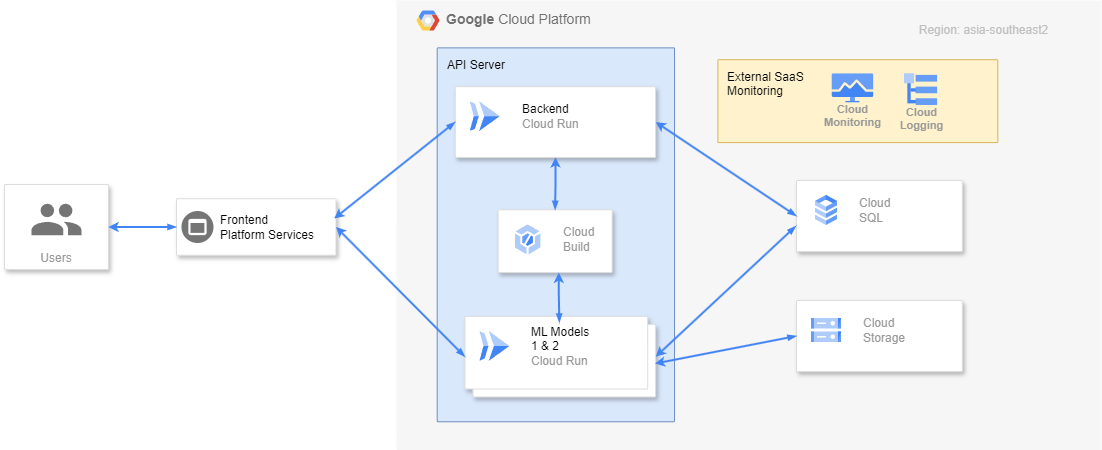 Google Cloud Platform
Region: asia-southeast2
API Server
External SaaS
Monitoring
Cloud
Monitoring
Cloud
Logging
Backend
Cloud Run
Users
Frontend
Platform Services
Cloud
Build
Cloud
SQL
ML Models
1 & 2
Cloud Run
Cloud
Storage